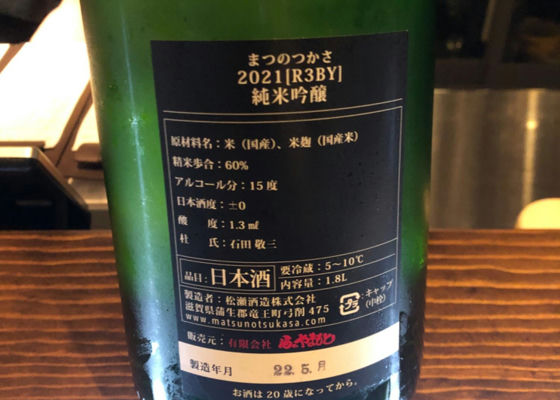 まつのつかさ
2021[R3BY]
純米吟醸
原材料名：米（国産）、米麹（国産米）
精米歩合：60%
アルコール分：15度
日本酒度：±0
酸　度：1.3㎖
杜　氏：石田 敬三
品目：日本酒
要冷蔵：5～10℃
内容量：1.8L
製造者：松瀬酒造株式会社
滋賀県蒲生郡竜王町弓削 475
www.matsunotsukasa.com
プラ
キャップ
(中栓)
販売元：有限会社
製造年月 22.5.月
お酒は20歳になってから。